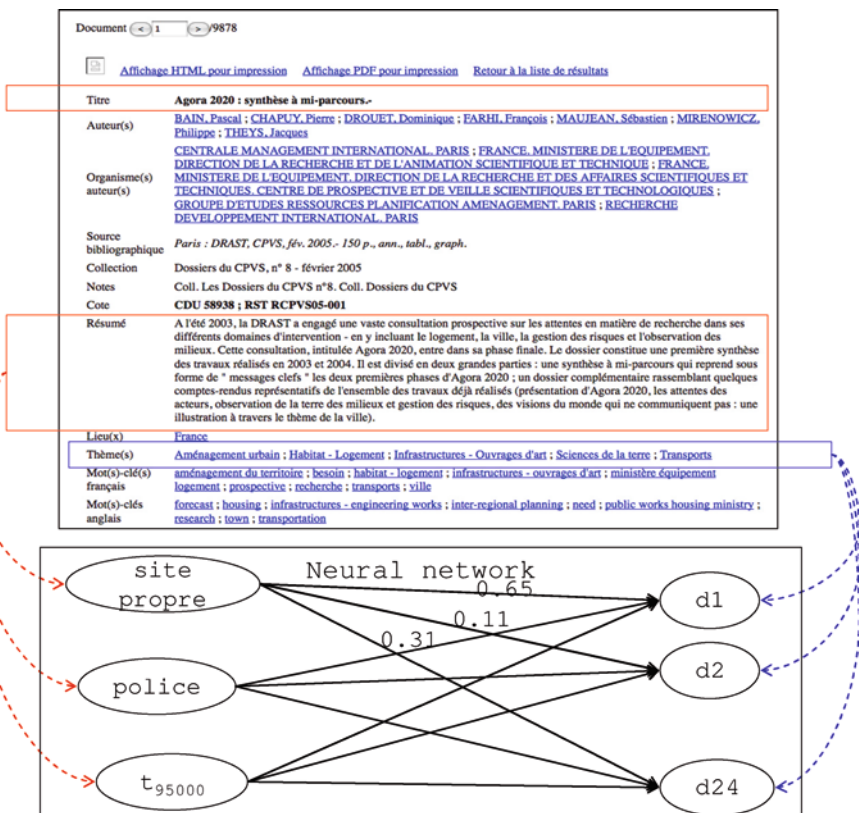 Document < 1 > /9878
Affichage HTML pour impression Affichage PDF pour impression Retour à la liste de résultats
Titre Agora 2020 : synthèse à mi-parcours.-
Auteur(s) BAIN, Pascal ; CHAPUY, Pierre ; DROUET, Dominique ; FARHI, François ; MAUJEAN, Sébastien ; MIRENOWICZ,
Philippe ; THEYS, Jacques
Organisme(s) auteur(s) CENTRALE MANAGEMENT INTERNATIONAL. PARIS ; FRANCE. MINISTERE DE L'EQUIPEMENT.
DIRECTION DE LA RECHERCHE ET DE L'ANIMATION SCIENTIFIQUE ET TECHNIQUE ; FRANCE.
MINISTERE DE L'EQUIPEMENT. DIRECTION DE LA RECHERCHE ET DES AFFAIRES SCIENTIFIQUES ET
TECHNIQUES. CENTRE DE PROSPECTIVE ET DE VEILLE SCIENTIFIQUES ET TECHNOLOGIQUES ;
GROUPE D'ETUDES RESSOURCES PLANIFICATION AMENAGEMENT. PARIS ; RECHERCHE
DEVELOPPEMENT INTERNATIONAL. PARIS
Source bibliographique Paris : DRAST, CPVS, fév. 2005.- 150 p., ann., tabl., graph.
Collection Dossiers du CPVS, n° 8 - février 2005
Notes Coll. Les Dossiers du CPVS n°8. Coll. Dossiers du CPVS
Cote CDU 58938 ; RST RCPVS05-001
Résumé A l'été 2003, la DRAST a engagé une vaste consultation prospective sur les attentes en matière de recherche dans ses
différents domaines d'intervention - en y incluant le logement, la ville, la gestion des risques et l'observation des
milieux. Cette consultation, intitulée Agora 2020, entre dans sa phase finale. Le dossier constitue une première synthèse
des travaux réalisés en 2003 et 2004. Il est divisé en deux grandes parties : une synthèse à mi-parcours qui reprend sous
forme de " messages clefs " les deux premières phases d'Agora 2020 ; un dossier complémentaire rassemblant quelques
comptes-rendus représentatifs de l'ensemble des travaux déjà réalisés (présentation d'Agora 2020, les attentes des
acteurs, observation de la terre des milieux et gestion des risques, des visions du monde qui ne communiquent pas : une
illustration à travers le thème de la ville).
Lieu(x) France
Thème(s) Aménagement urbain ; Habitat - Logement ; Infrastructures - Ouvrages d'art ; Sciences de la terre ; Transports
Mot(s)-clé(s) français aménagement du territoire ; besoin ; habitat - logement ; infrastructures - ouvrages d'art ; ministère équipement
logement ; prospective ; recherche ; transports ; ville
Mot(s)-clés anglais forecast ; housing ; infrastructures - engineering works ; inter-regional planning ; need ; public works housing ministry ;
research ; town ; transportation
Neural network
site
propre
0.65
0.11
0.31
d1
d2
police
t95000
d24